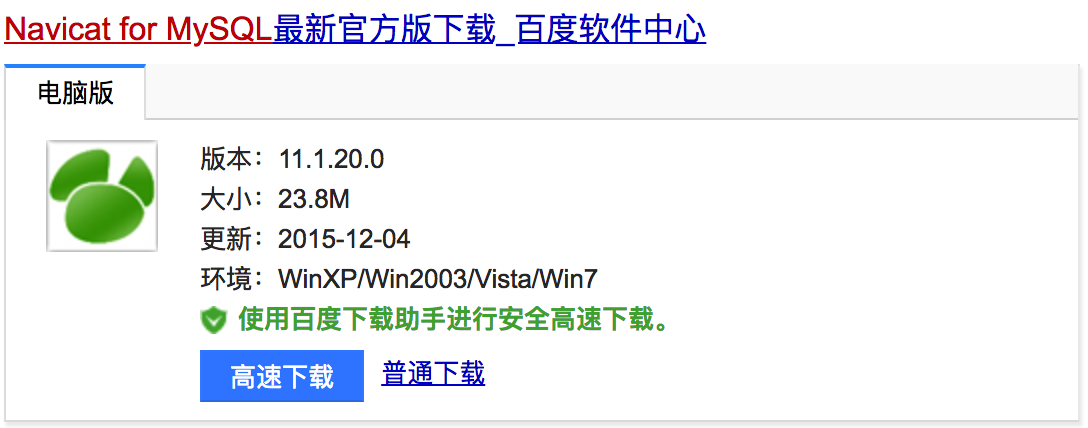 Navicat for MySQL最新官方版下载_百度软件中心
电脑版
版本：11.1.20.0
大小：23.8M
更新：2015-12-04
环境：WinXP/Win2003/Vista/Win7
使用百度下载助手进行安全高速下载。
高速下载 普通下载